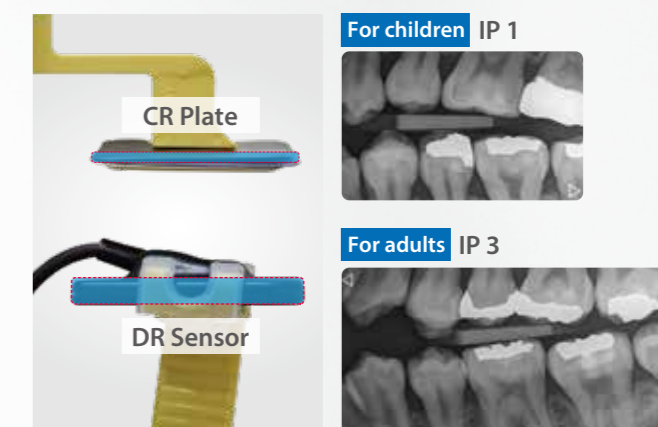 CR Plate
DR Sensor
For children IP 1
For adults IP 3